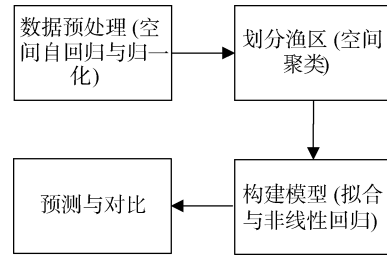 数据预处理 (空
间自回归与归一
化)
划分渔区 (空间
聚类)
构建模型 (拟合
与非线性回归)
预测与对比